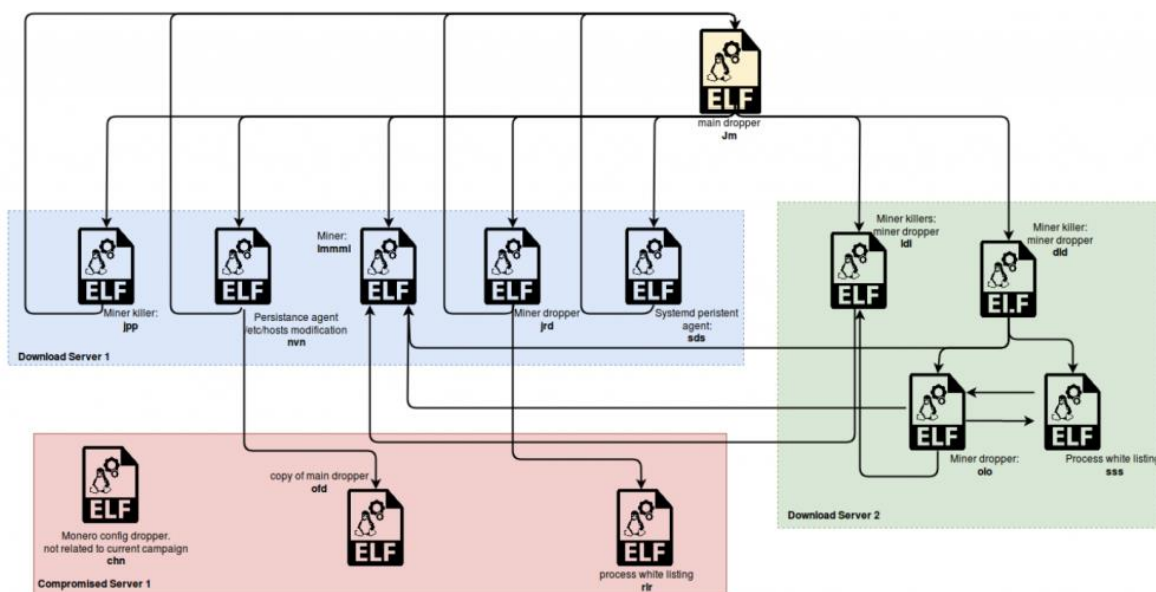 ELF
main dropper
Jm
ELF
Miner killer:
jpp
ELF
Persistance agent
/etc/hosts modification
nvn
Miner:
lmmml
ELF
ELF
Miner dropper
jrd
ELF
Systemd peristent
agent:
sds
Download Server 1
Miner killers:
miner dropper
ldl
ELF
Miner killer:
miner dropper
dld
ELF
ELF
Miner dropper:
olo
ELF
Process white listing
sss
Download Server 2
ELF
Monero config dropper.
not related to current campaign
chn
copy of main dropper
ofd
ELF
ELF
process white listing
rlr
Compromised Server 1